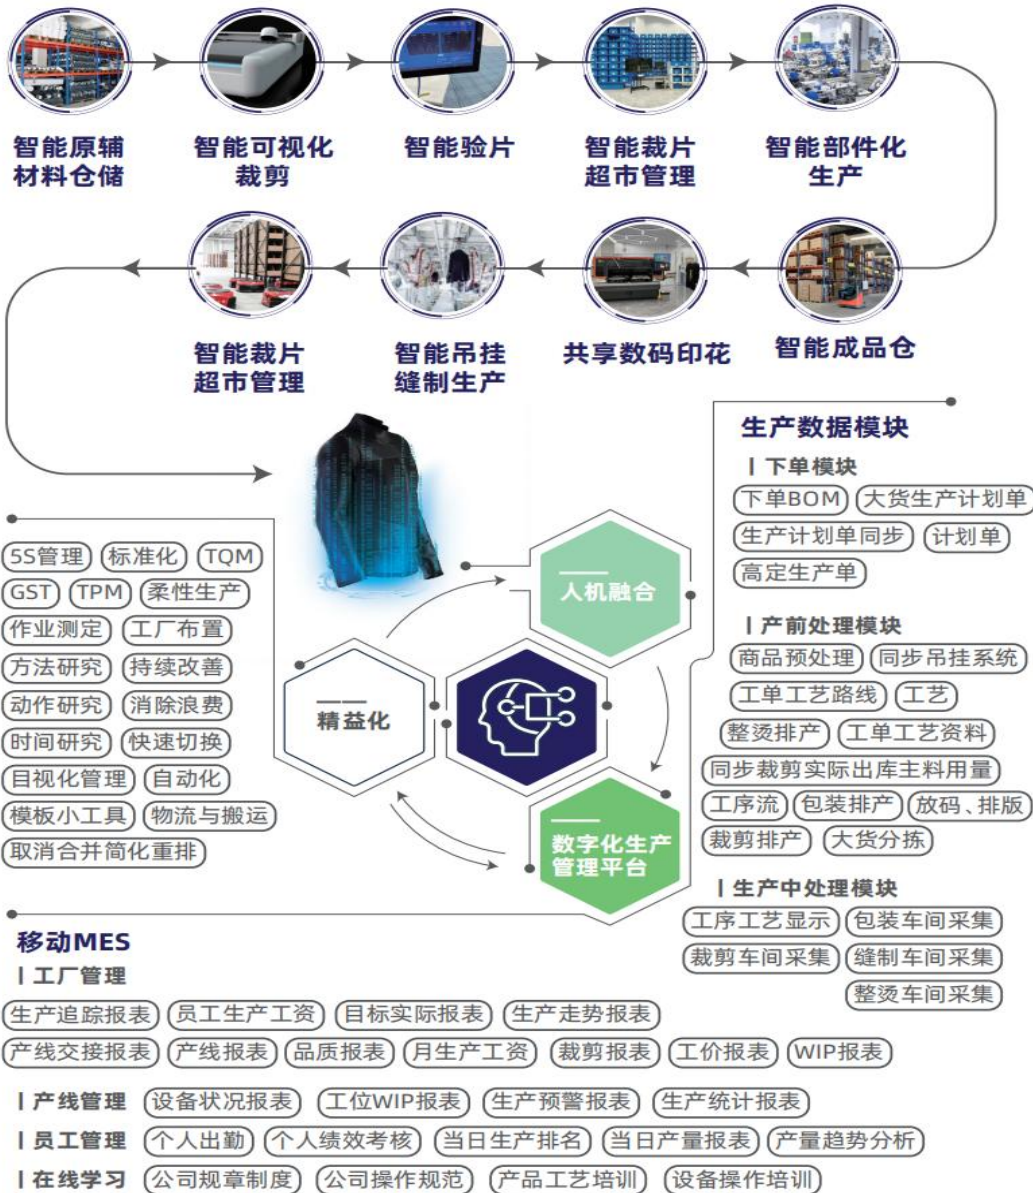 智能原辅
材料仓储
智能可视化
裁剪
智能验片
智能裁片
超市管理
智能部件化
生产
智能裁片
超市管理
智能吊挂
缝制生产
共享数码印花
智能成品仓
5S管理 标准化 TQM
GST TPM 柔性生产
作业测定 工厂布置
方法研究 持续改善
动作研究 消除浪费
时间研究 快速切换
目视化管理 自动化
模板小工具 物流与搬运
取消合并简化重排
人机融合
精益化
数字化生产
管理平台
生产数据模块
下单模块
下单BOM 大货生产计划单
生产计划单同步 计划单
高定生产单
产前处理模块
商品预处理 同步吊挂系统
工单工艺路线 工艺
整烫排产 工单工艺资料
同步裁剪实际出库主料用量
工序流 包装排产 放码、排版
裁剪排产 大货分拣
生产中处理模块
工序工艺显示 包装车间采集
裁剪车间采集 缝制车间采集
整烫车间采集
移动MES
工厂管理
生产追踪报表 员工生产工资 目标实际报表 生产走势报表
产线交接报表 产线报表 品质报表 月生产工资 裁剪报表 工价报表 WIP报表
产线管理 设备状况报表 工位WIP报表 生产预警报表 生产统计报表
员工管理 个人出勤 个人绩效考核 当日生产排名 当日产量报表 产量趋势分析
在线学习 公司规章制度 公司操作规范 产品工艺培训 设备操作培训